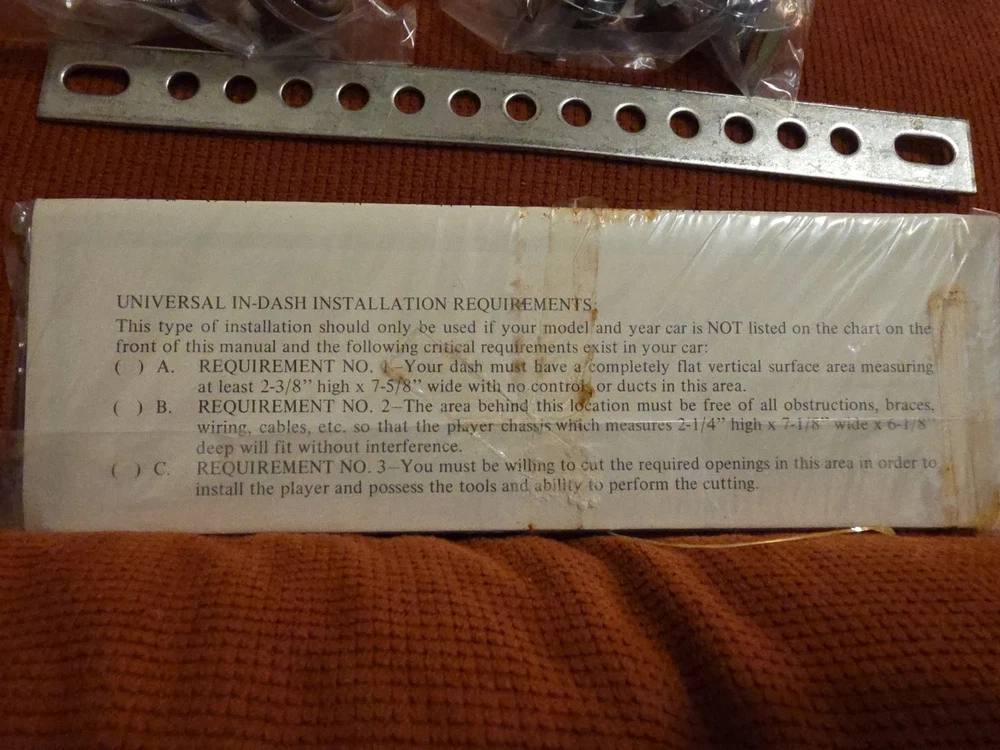 UNIVERSAL IN-DASH INSTALLATION REQUIREMENTS:
This type of installation should only be used if your model and year car is NOT listed on the chart on the
front of this manual and the following critical requirements exist in your car:
( ) A. REQUIREMENT NO. 1—Your dash must have a completely flat vertical surface area measuring
at least 2-3/8” high x 7-5/8” wide with no controls or ducts in this area.
( ) B. REQUIREMENT NO. 2—The area behind this location must be free of all obstructions, braces,
wiring, cables, etc. so that the player chassis which measures 2-1/4” high x 7-1/8” wide x 6-1/8”
deep will fit without interference.
( ) C. REQUIREMENT NO. 3—You must be willing to cut the required openings in this area in order to
install the player and possess the tools and ability to perform the cutting.